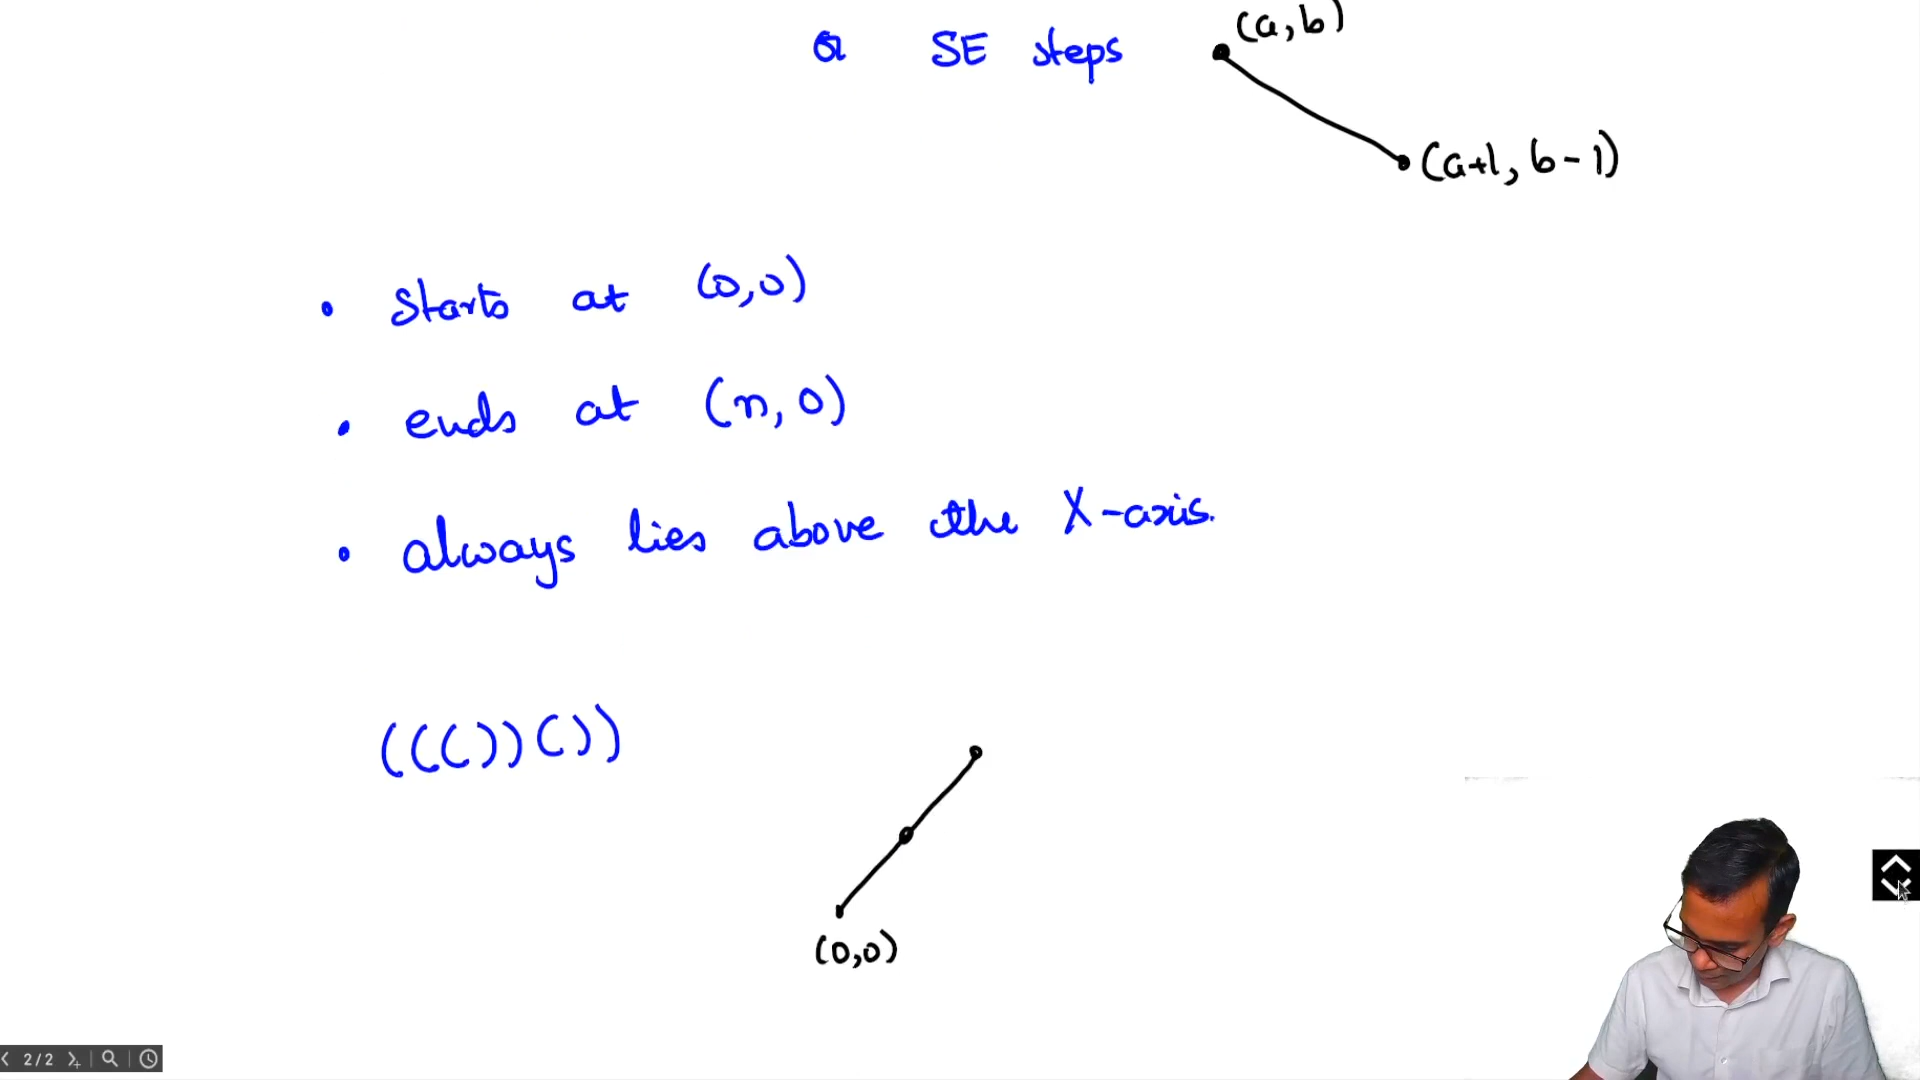 (a,b)
or SE steps
(a+1, b-1)
• starts at (0,0)
• ends at (n,0)
• always lies above the X-axis.
((())())
(0,0)
2/2